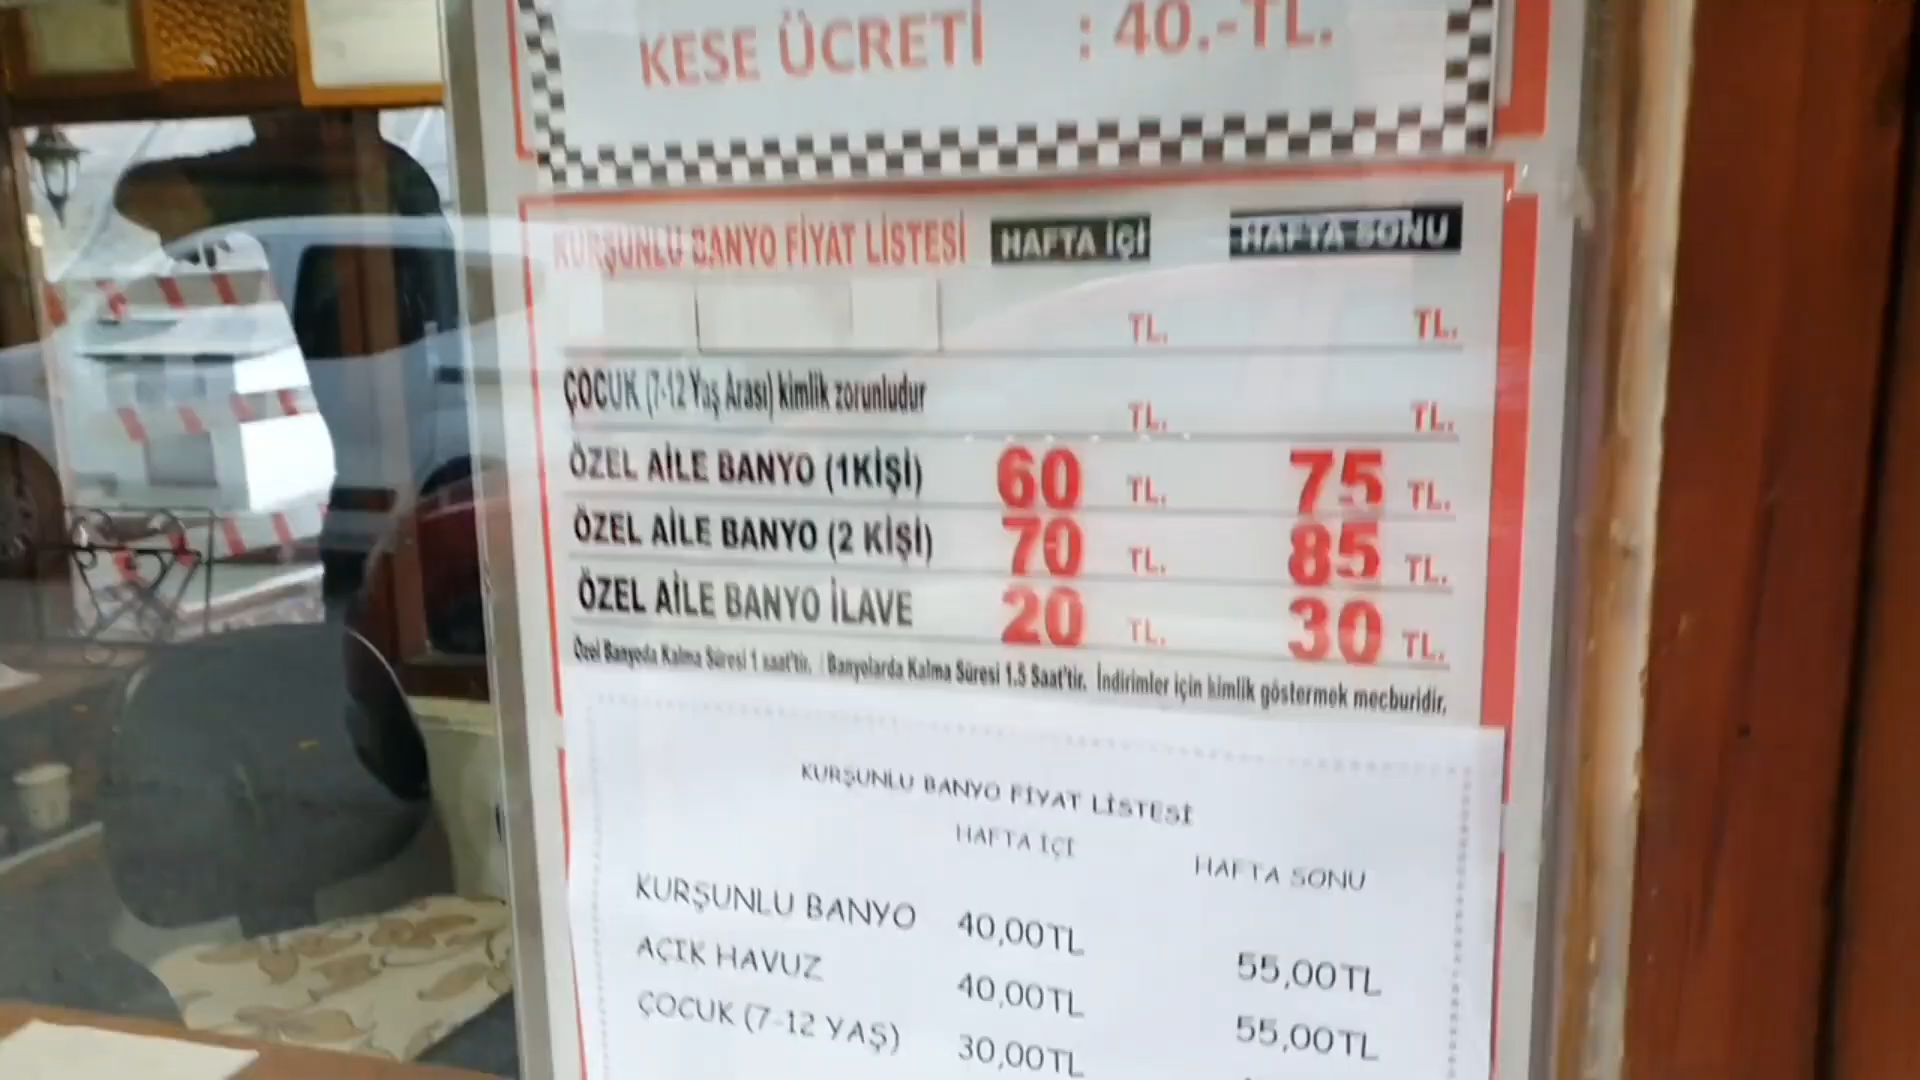 KESE ÜCRETİ : 40.-TL.
KURŞUNLU BANYO FİYAT LİSTESİ HAFTA İÇİ HAFTA SONU
TL. TL.
ÇOCUK (7-12 Yaş Arası) kimlik zorunludur TL. TL.
ÖZEL AİLE BANYO (1KİŞİ) 60 TL. 75 TL.
ÖZEL AİLE BANYO (2 KİŞİ) 70 TL. 85 TL.
ÖZEL AİLE BANYO İLAVE 20 TL. 30 TL.
Özel Banyoda Kalma Süresi 1 saat'tir. Banyolarda Kalma Süresi 1.5 Saat'tir. İndirimler için kimlik göstermek mecburidir.
KURŞUNLU BANYO FİYAT LİSTESİ
HAFTA İÇİ HAFTA SONU
KURŞUNLU BANYO 40,00TL 55,00TL
AÇIK HAVUZ 40,00TL 55,00TL
ÇOCUK (7-12 YAŞ) 30,00TL